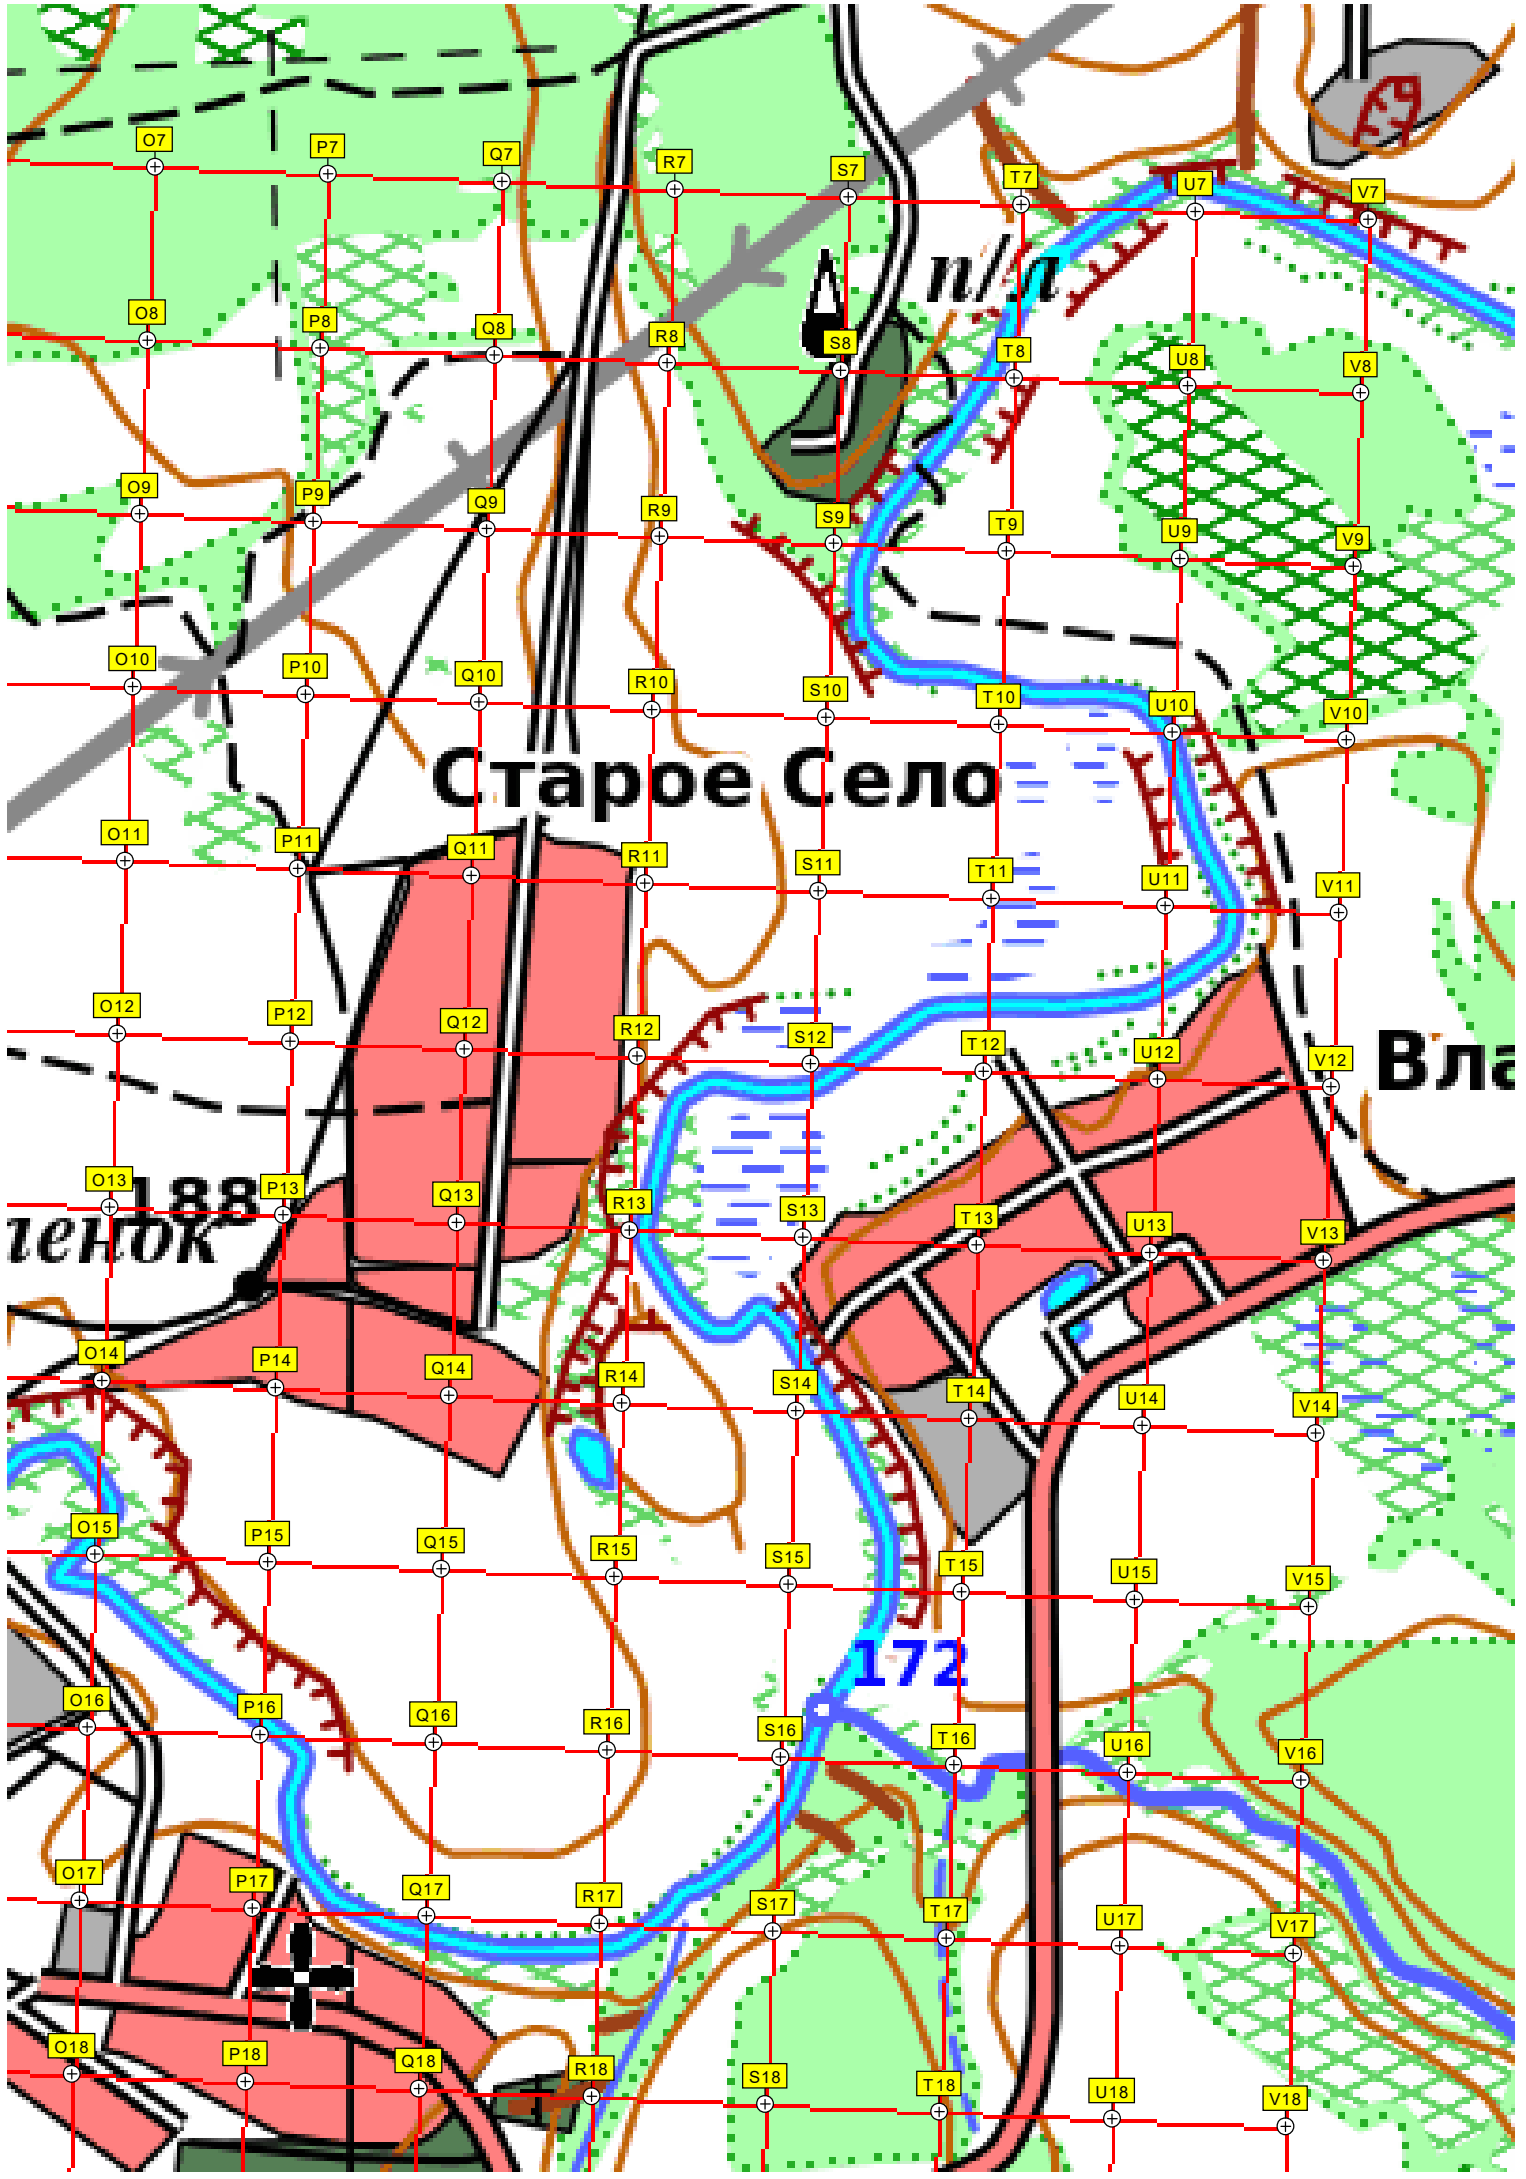 O7 P7 Q7 R7 S7 T7 U7 V7
п/л
O8 P8 Q8 R8 S8 T8 U8 V8
O9 P9 Q9 R9 S9 T9 U9 V9
O10 P10 Q10 R10 S10 T10 U10 V10
Старое Село
O11 P11 Q11 R11 S11 T11 U11 V11
O12 P12 Q12 R12 S12 T12 U12 V12
Вла
O13 P13 Q13 R13 S13 T13 U13 V13
188
ленок
O14 P14 Q14 R14 S14 T14 U14 V14
O15 P15 Q15 R15 S15 T15 U15 V15
172
O16 P16 Q16 R16 S16 T16 U16 V16
O17 P17 Q17 R17 S17 T17 U17 V17
O18 P18 Q18 R18 S18 T18 U18 V18